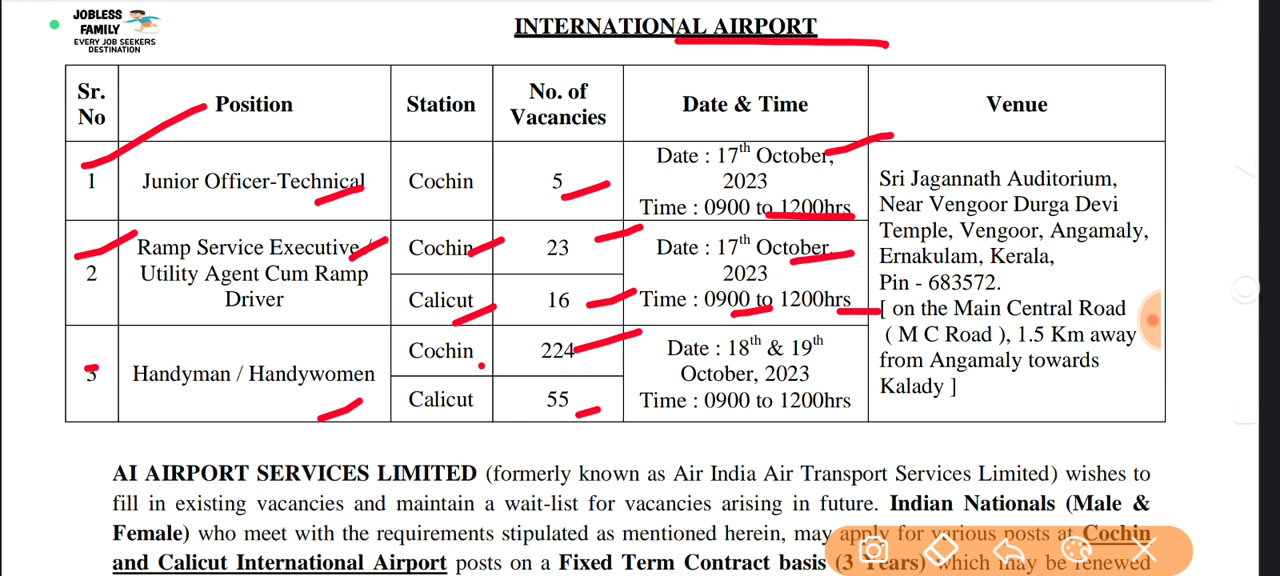 JOBLESS
FAMILY
EVERY JOB SEEKERS
DESTINATION
INTERNATIONAL AIRPORT
Sr. No
Position
Station
No. of Vacancies
Date & Time
Venue
1
Junior Officer-Technical
Cochin
5
Date : 17th October,
2023
Time : 0900 to 1200hrs
2
Ramp Service Executive /
Utility Agent Cum Ramp
Driver
Cochin
23
Calicut
16
Date : 17th October,
2023
Time : 0900 to 1200hrs
3
Handyman / Handywomen
Cochin
224
Calicut
55
Date : 18th & 19th
October, 2023
Time : 0900 to 1200hrs
Sri Jagannath Auditorium,
Near Vengoor Durga Devi
Temple, Vengoor, Angamaly,
Ernakulam, Kerala,
Pin - 683572.
[ on the Main Central Road
( M C Road ), 1.5 Km away
from Angamaly towards
Kalady ]
AI AIRPORT SERVICES LIMITED (formerly known as Air India Air Transport Services Limited) wishes to
fill in existing vacancies and maintain a wait-list for vacancies arising in future. Indian Nationals (Male &
Female) who meet with the requirements stipulated as mentioned herein, may apply for various posts at Cochin
and Calicut International Airport posts on a Fixed Term Contract basis (3 Years) which may be renewed